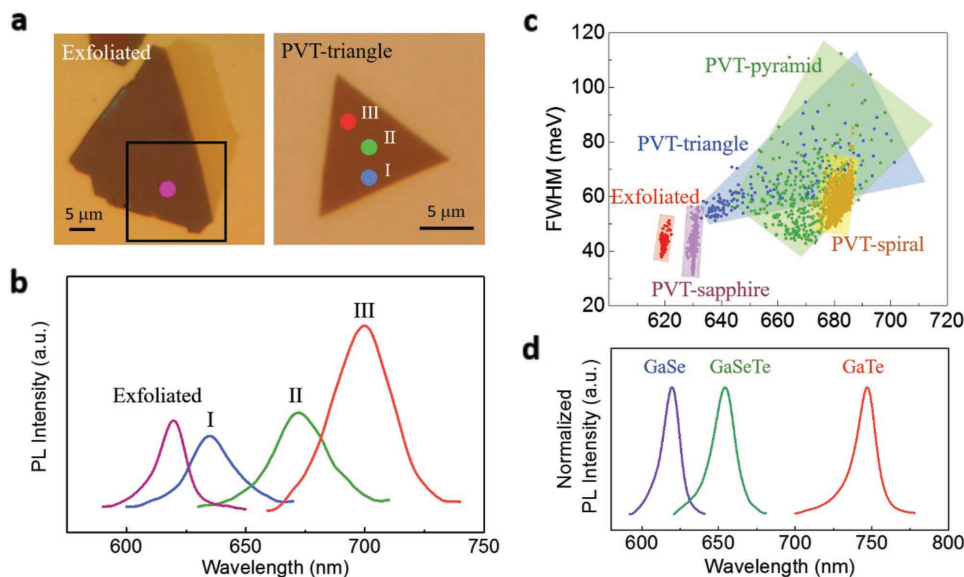 a
Exfoliated
5 μm
PVT-triangle
III
II
I
5 μm
b
PL Intensity (a.u.)
Exfoliated
I
II
III
600
650
700
750
Wavelength (nm)
c
FWHM (meV)
120
100
80
60
40
20
PVT-pyramid
PVT-triangle
Exfoliated
PVT-spiral
PVT-sapphire
620
640
660
680
700
720
d
Normalized
PL Intensity (a.u.)
GaSe
GaSeTe
GaTe
600
650
700
750
800
Wavelength (nm)